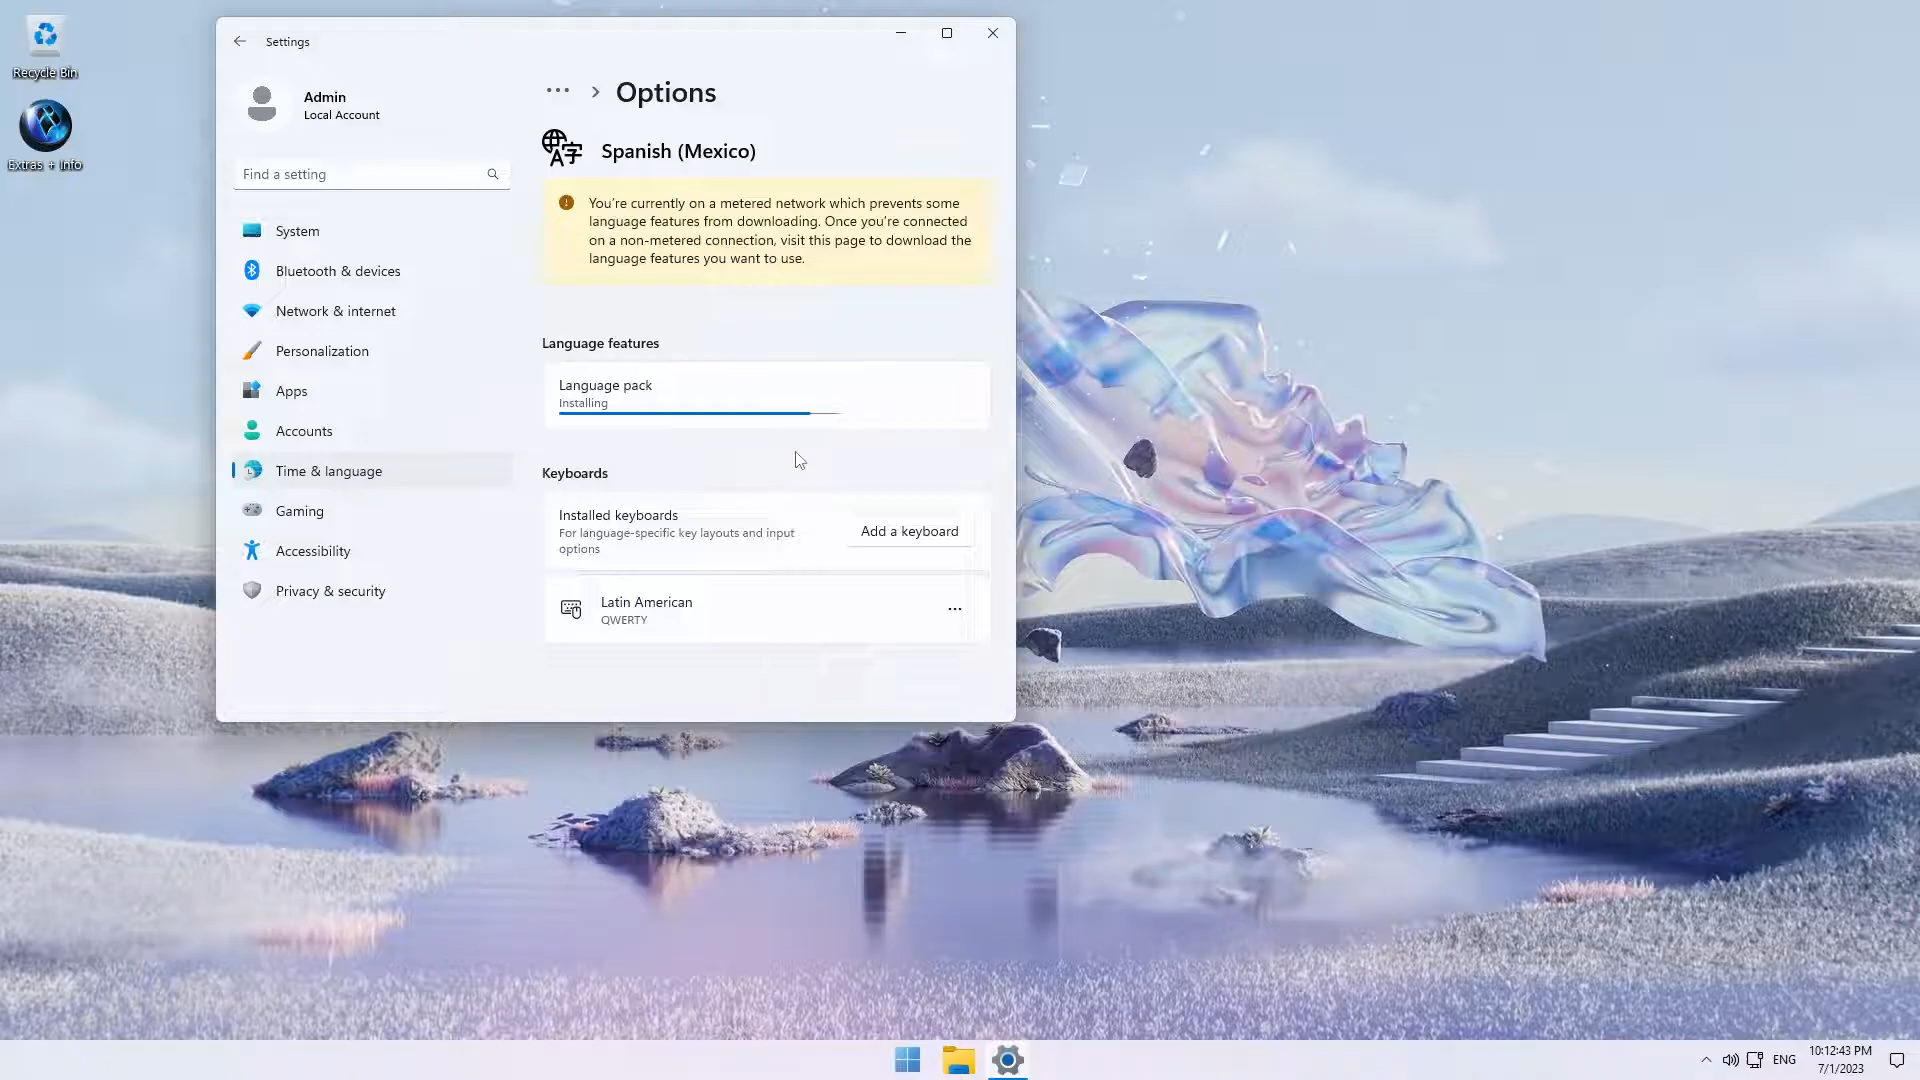 Recycle Bin
Extras + Info
Settings
Admin
Local Account
Find a setting
System
Bluetooth & devices
Network & internet
Personalization
Apps
Accounts
Time & language
Gaming
Accessibility
Privacy & security
Options
Spanish (Mexico)
You're currently on a metered network which prevents some
language features from downloading. Once you're connected
on a non-metered connection, visit this page to download the
language features you want to use.
Language features
Language pack
Installing
Keyboards
Installed keyboards
For language-specific key layouts and input
options
Add a keyboard
Latin American
QWERTY
ENG
10:12:43 PM
7/1/2023